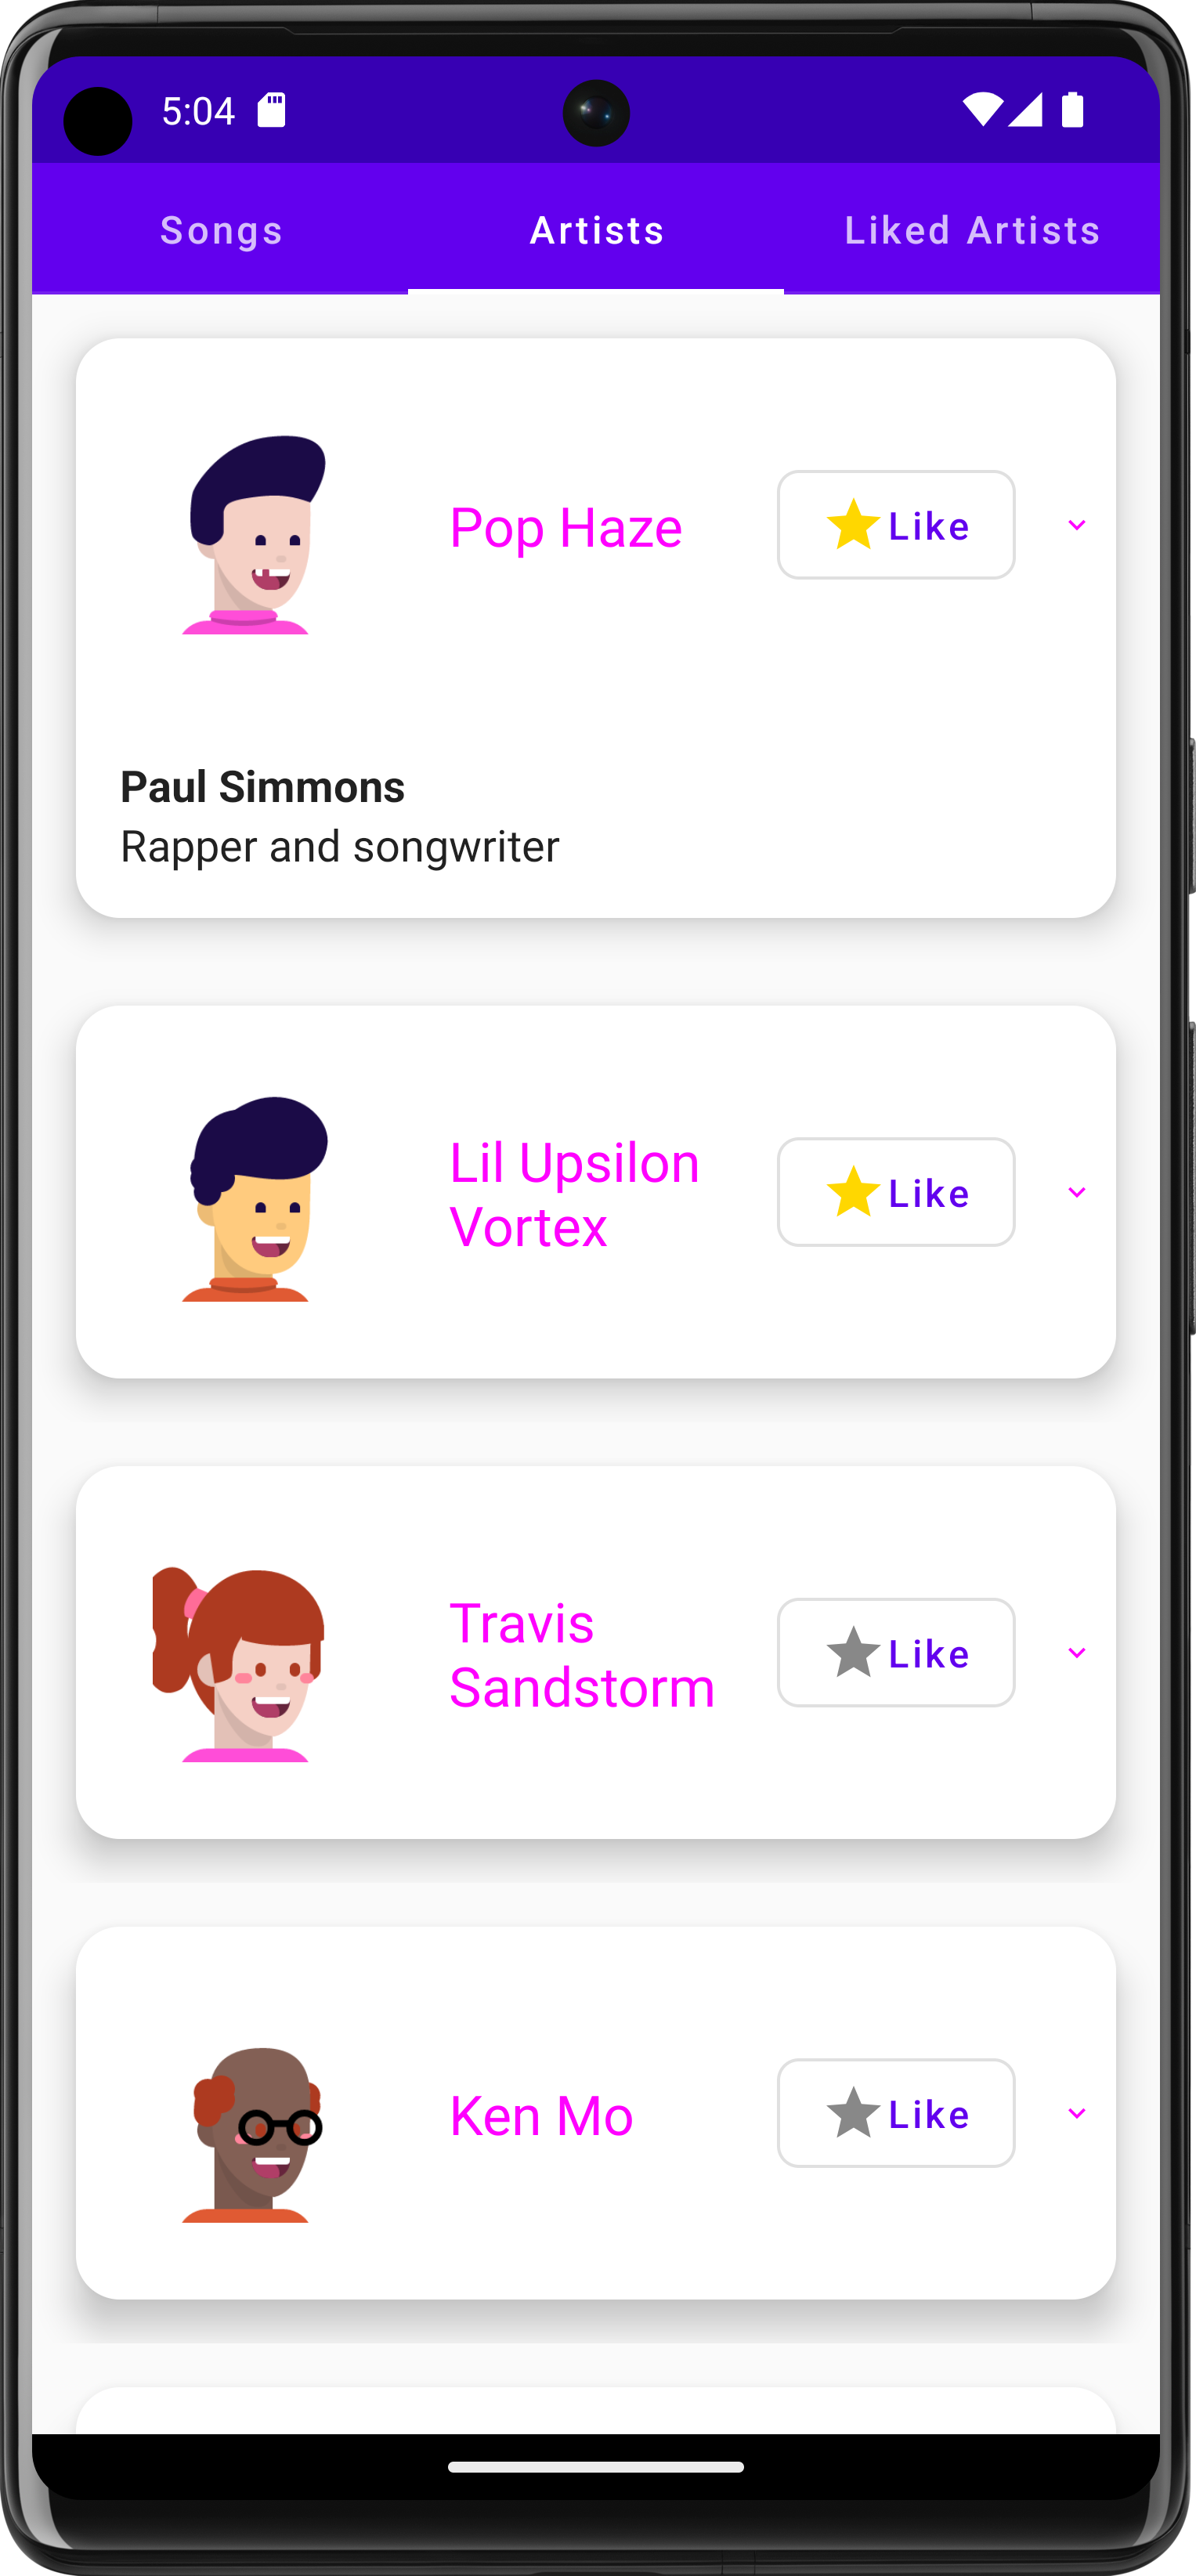 5:04
Songs
Artists
Liked Artists
Pop Haze
Like
Paul Simmons
Rapper and songwriter
Lil Upsilon
Vortex
Like
Travis
Sandstorm
Like
Ken Mo
Like